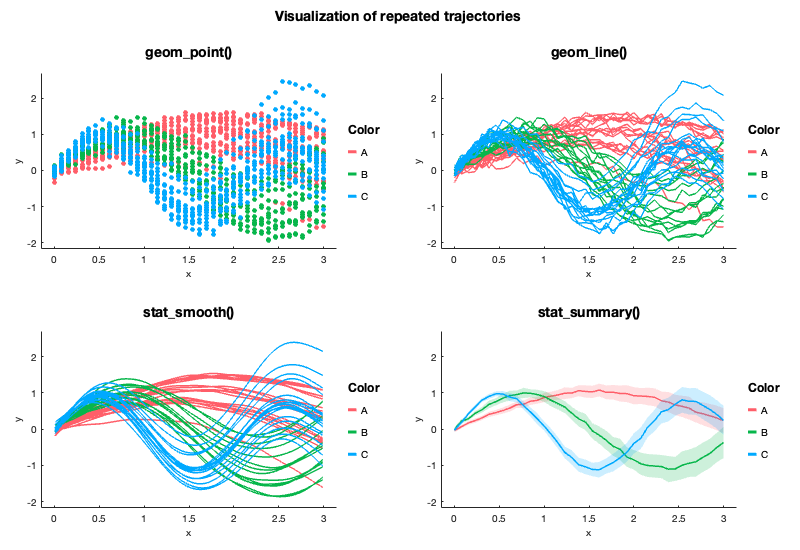 Visualization of repeated trajectories
geom_point()
2
1
0
-1
-2
y
0 0.5 1 1.5 2 2.5 3
x
Color
A
B
C
geom_line()
2
1
0
-1
-2
y
0 0.5 1 1.5 2 2.5 3
x
Color
A
B
C
stat_smooth()
2
1
0
-1
-2
y
0 0.5 1 1.5 2 2.5 3
x
Color
A
B
C
stat_summary()
2
1
0
-1
-2
y
0 0.5 1 1.5 2 2.5 3
x
Color
A
B
C